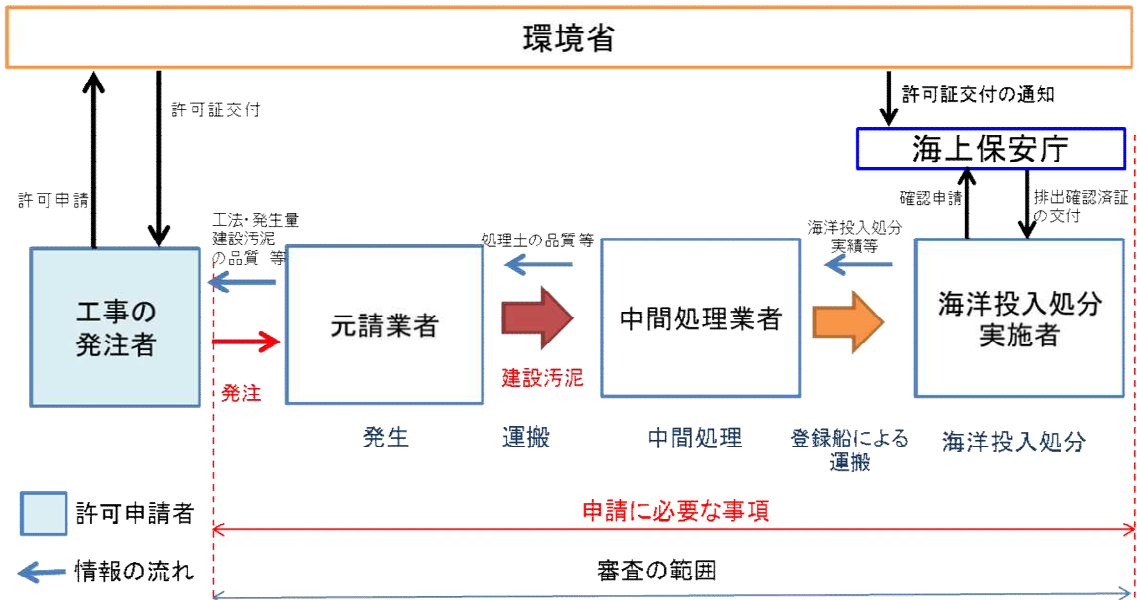 環境省
許可証交付
許可証交付の通知
海上保安庁
許可申請
確認申請
排出確認済証
の交付
工法・発生量
建設汚泥
の品質 等
処理土の品質等
海洋投入処分
実績等
工事の
発注者
元請業者
中間処理業者
海洋投入処分
実施者
発注
建設汚泥
発生
運搬
中間処理
登録船による
運搬
海洋投入処分
許可申請者
申請に必要な事項
情報の流れ
審査の範囲